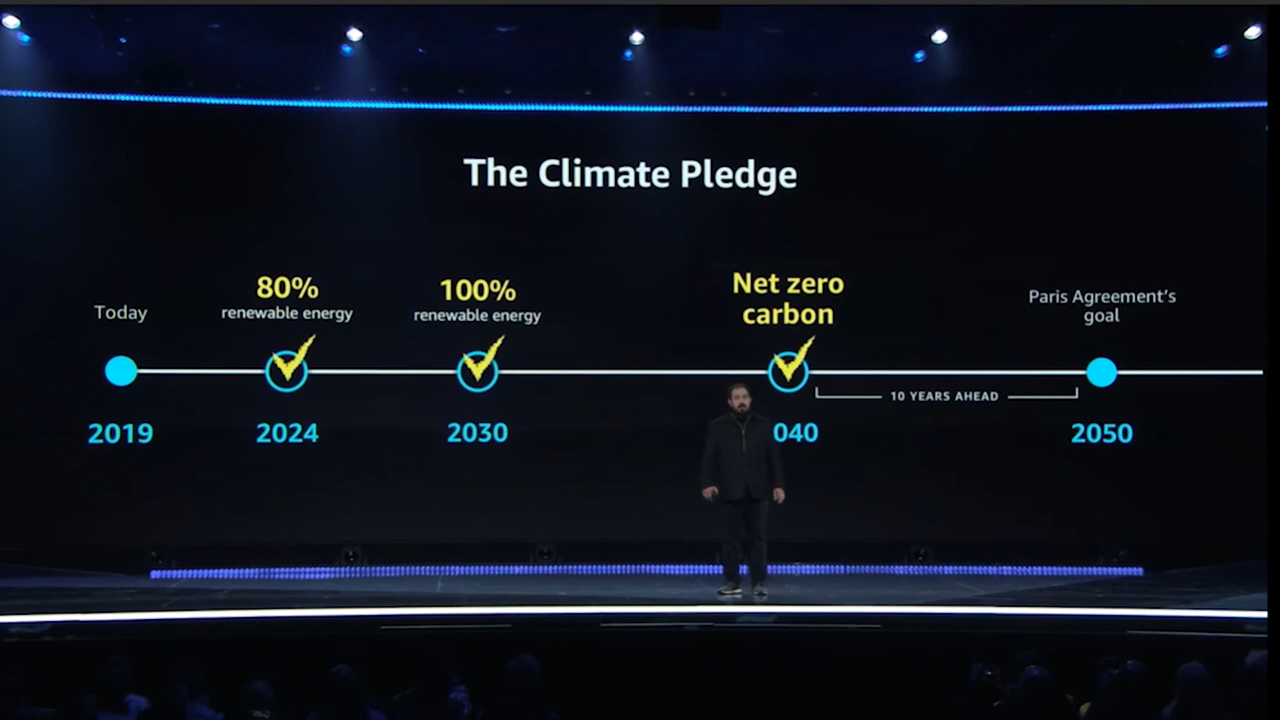 The Climate Pledge
Today
80%
renewable energy
100%
renewable energy
Net zero
carbon
Paris Agreement's
goal
10 YEARS AHEAD
2019
2024
2030
040
2050